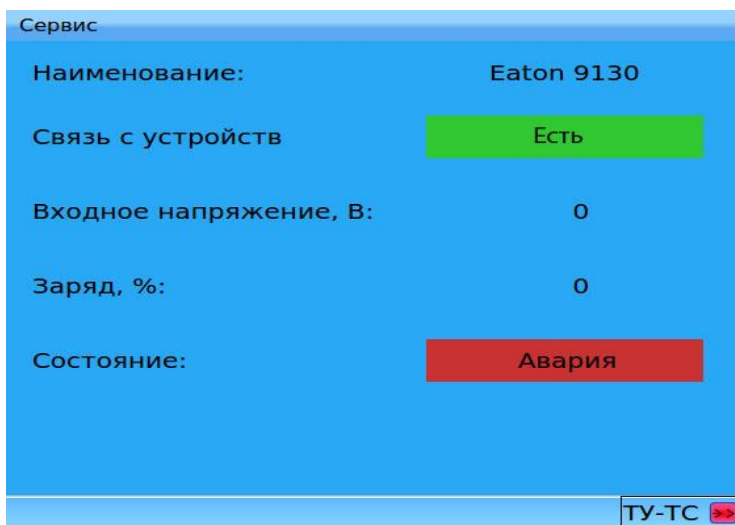 Сервис
Наименование: Eaton 9130
Связь с устройств Есть
Входное напряжение, В: 0
Заряд, %: 0
Состояние: Авария
ТУ-ТС >>